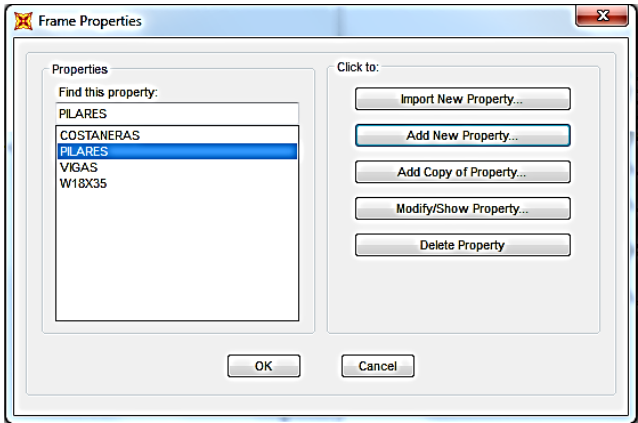 Frame Properties
Properties
Find this property:
PILARES
COSTANERAS
PILARES
VIGAS
W18X35
Click to:
Import New Property...
Add New Property...
Add Copy of Property...
Modify/Show Property...
Delete Property
OK
Cancel